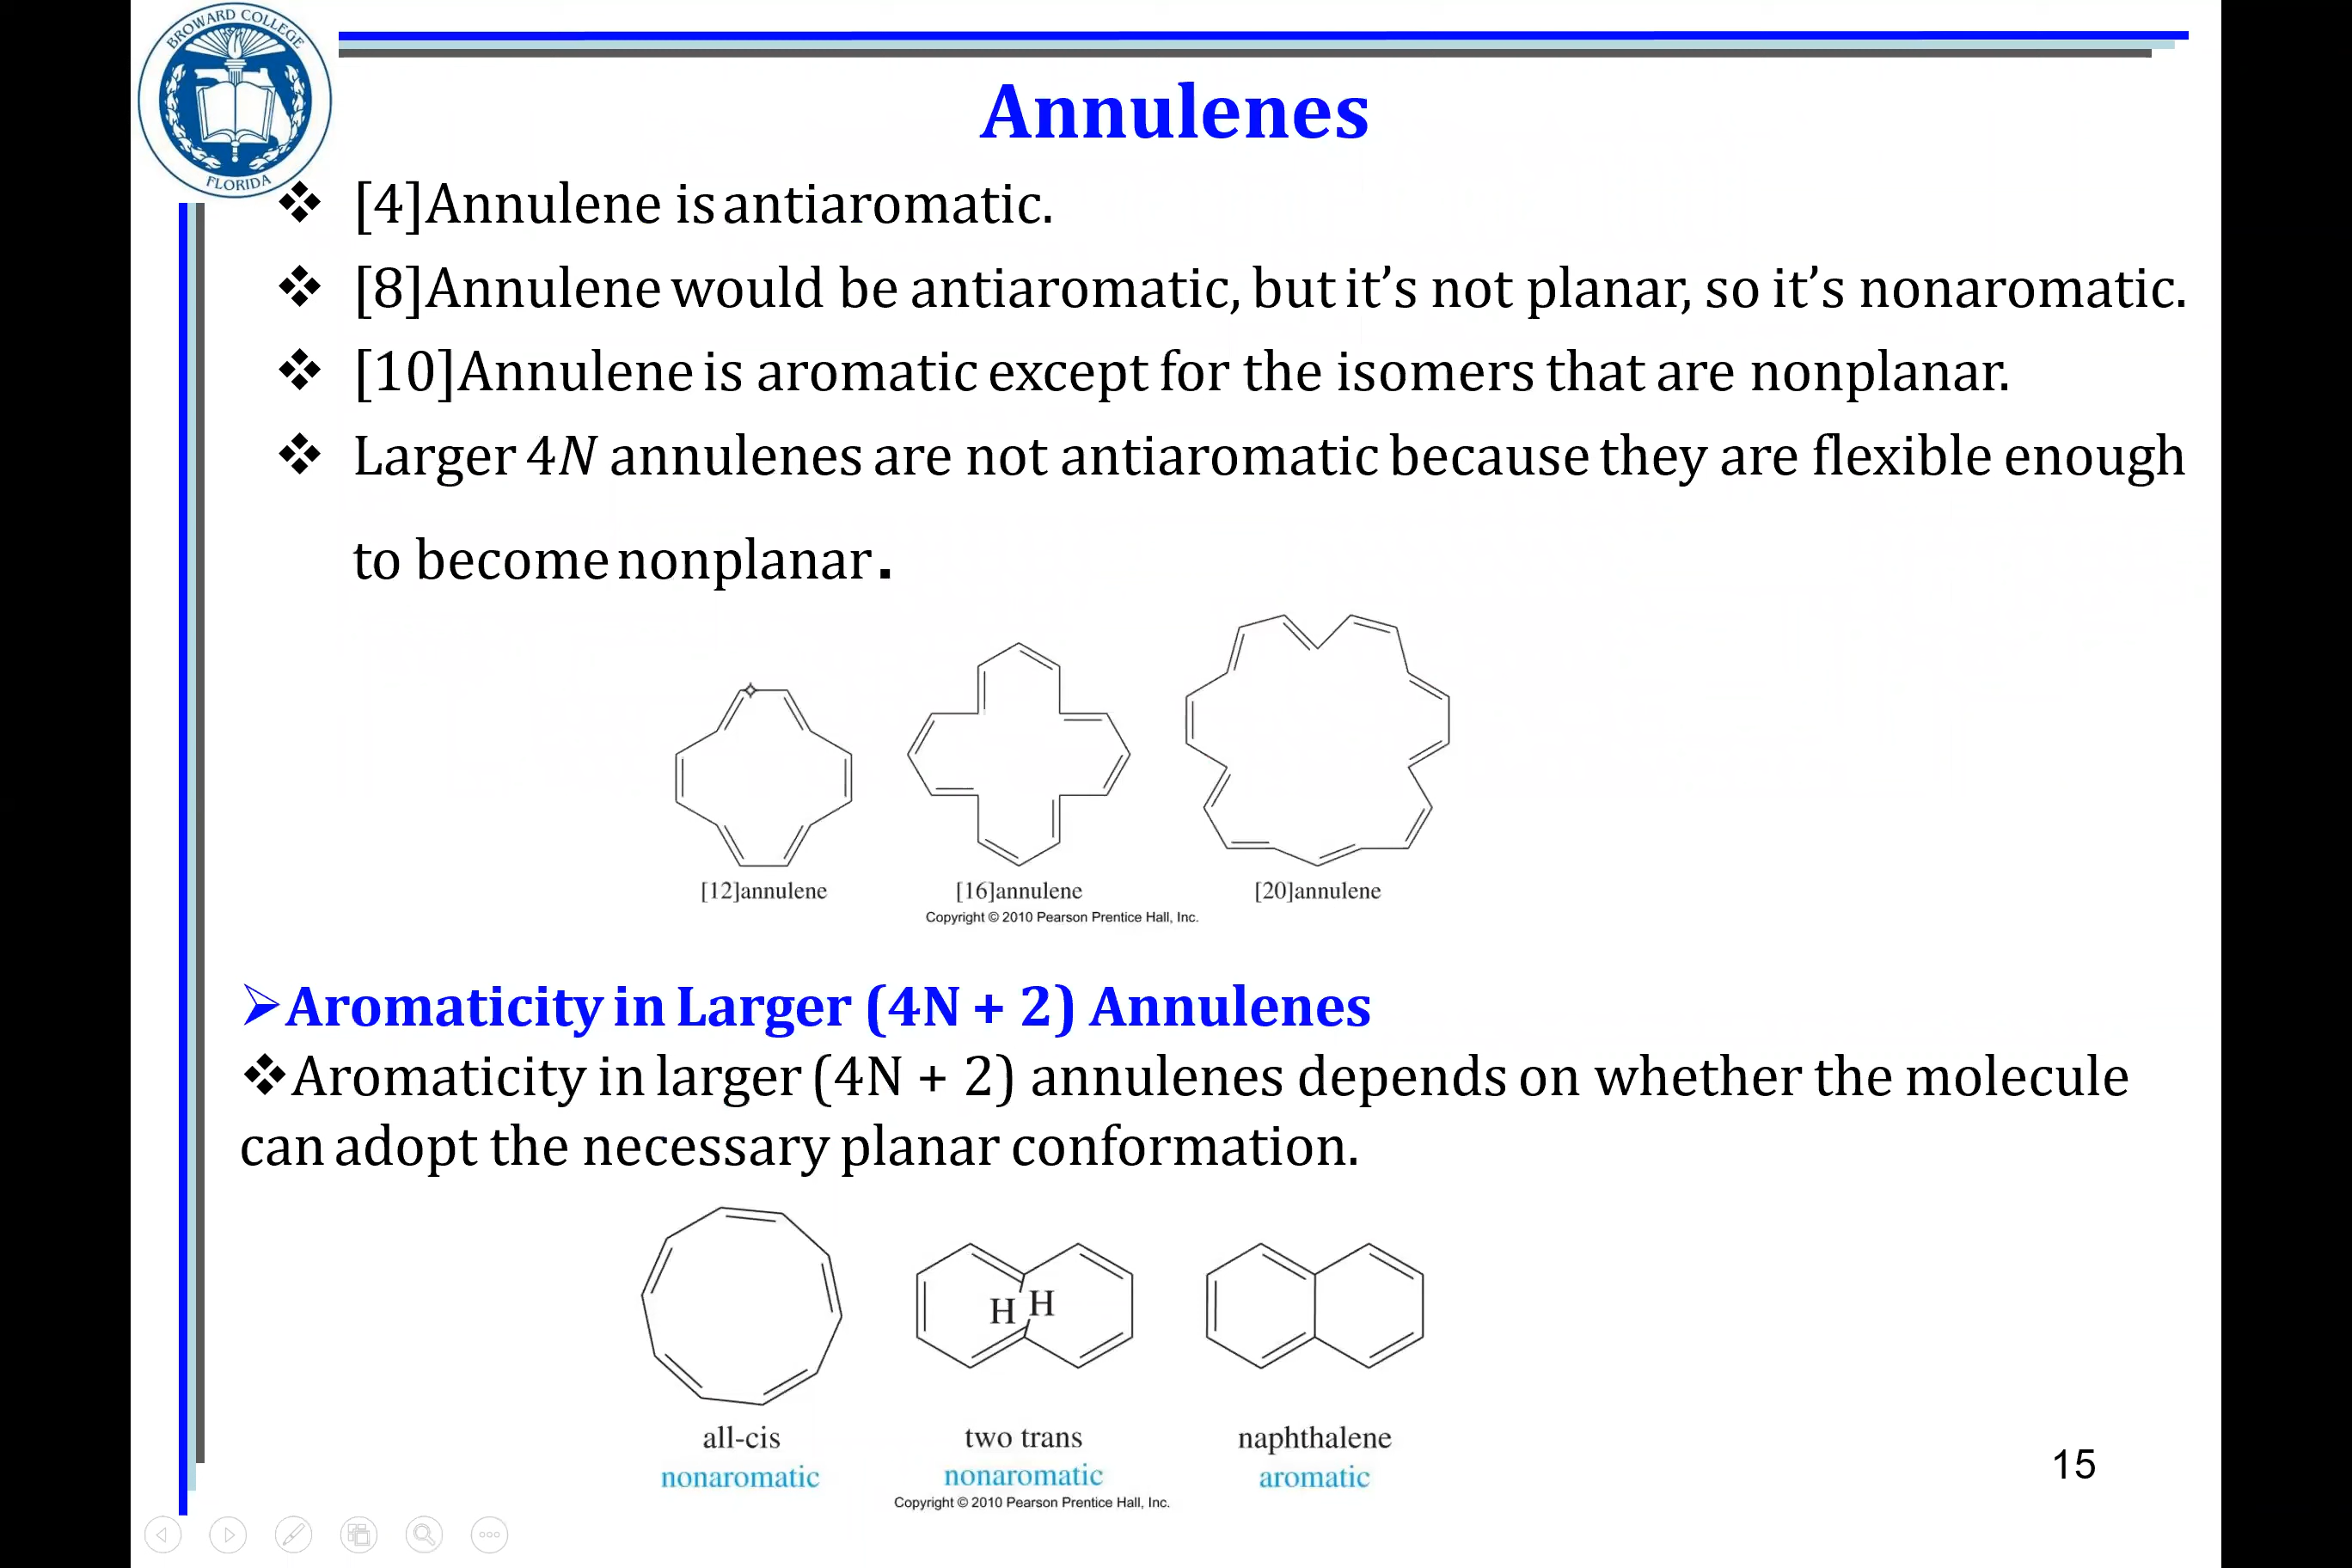 BROWARD COLLEGE
FLORIDA
Annulenes
❖ [4]Annulene is antiaromatic.
❖ [8]Annulene would be antiaromatic, but it’s not planar, so it’s nonaromatic.
❖ [10]Annulene is aromatic except for the isomers that are nonplanar.
❖ Larger 4N annulenes are not antiaromatic because they are flexible enough
to become nonplanar.
[12]annulene [16]annulene [20]annulene
Copyright © 2010 Pearson Prentice Hall, Inc.
➢Aromaticity in Larger (4N + 2) Annulenes
❖Aromaticity in larger (4N + 2) annulenes depends on whether the molecule
can adopt the necessary planar conformation.
H H
all-cis two trans naphthalene
nonaromatic nonaromatic aromatic
Copyright © 2010 Pearson Prentice Hall, Inc.
15